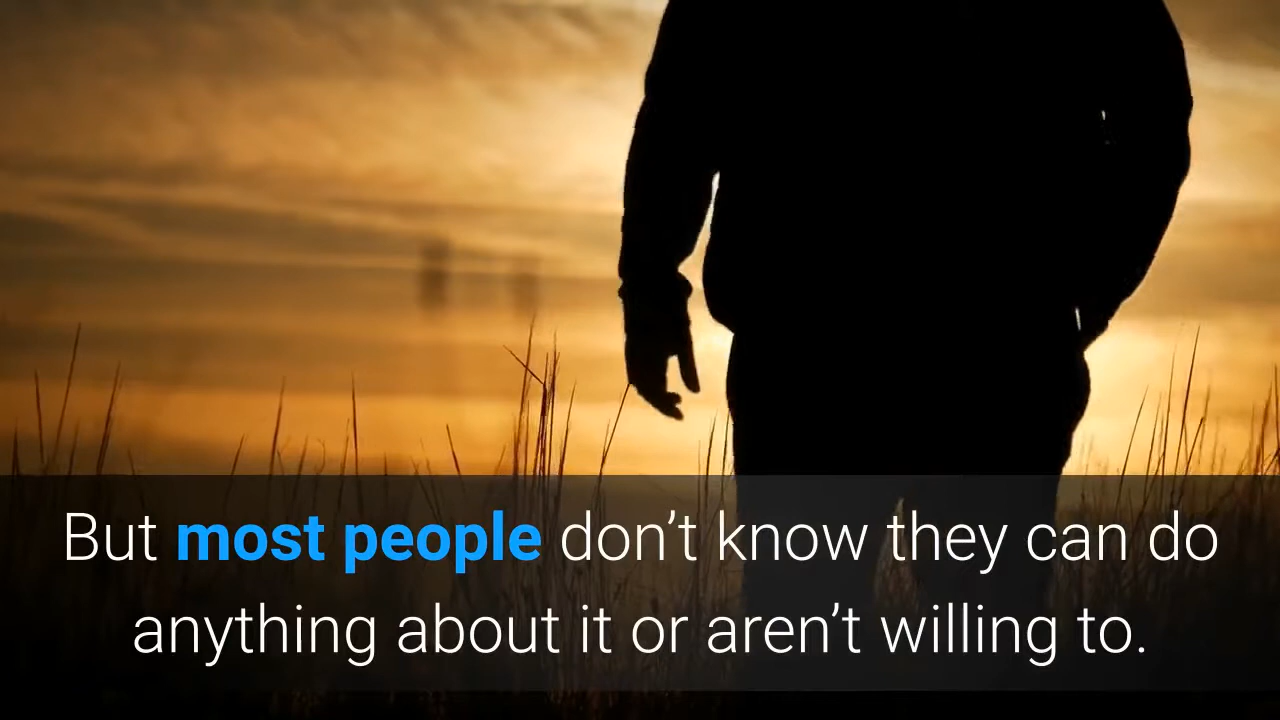 But most people don’t know they can do
anything about it or aren’t willing to.